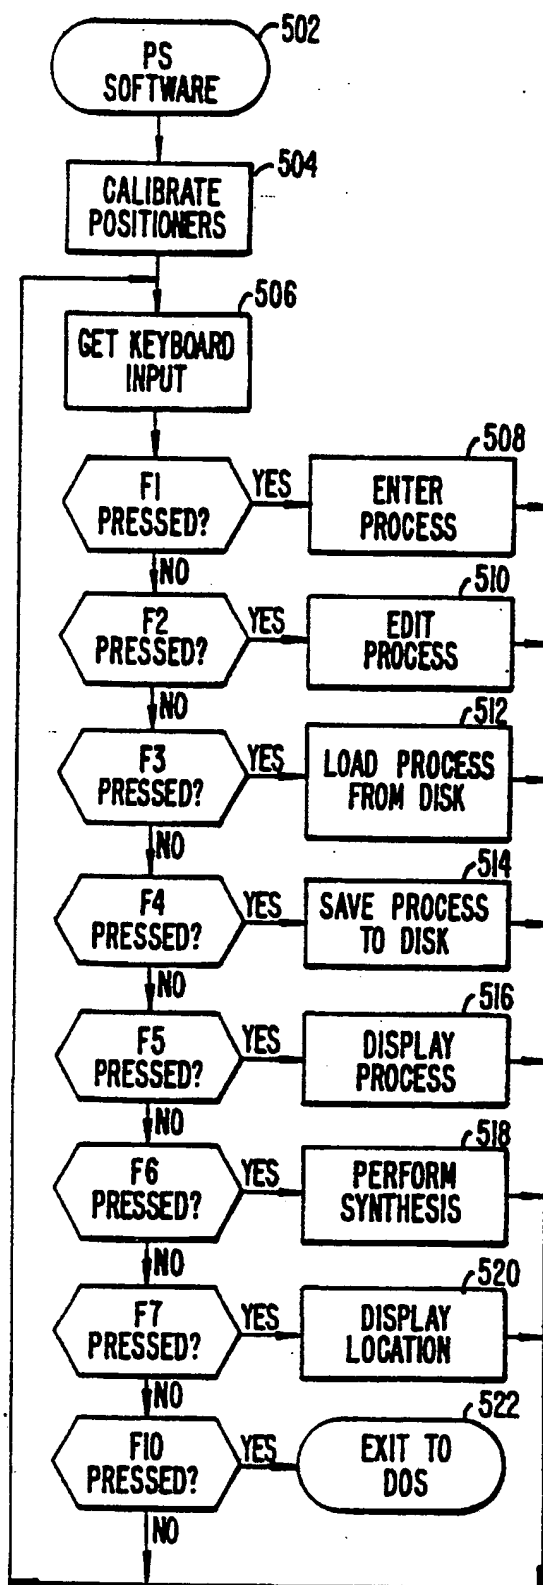 502
PS
SOFTWARE
504
CALIBRATE
POSITIONERS
506
GET KEYBOARD
INPUT
508
F1
PRESSED?
YES
ENTER
PROCESS
NO
510
F2
PRESSED?
YES
EDIT
PROCESS
NO
512
F3
PRESSED?
YES
LOAD PROCESS
FROM DISK
NO
514
F4
PRESSED?
YES
SAVE PROCESS
TO DISK
NO
516
F5
PRESSED?
YES
DISPLAY
PROCESS
NO
518
F6
PRESSED?
YES
PERFORM
SYNTHESIS
NO
520
F7
PRESSED?
YES
DISPLAY
LOCATION
NO
522
F10
PRESSED?
YES
EXIT TO
DOS
NO